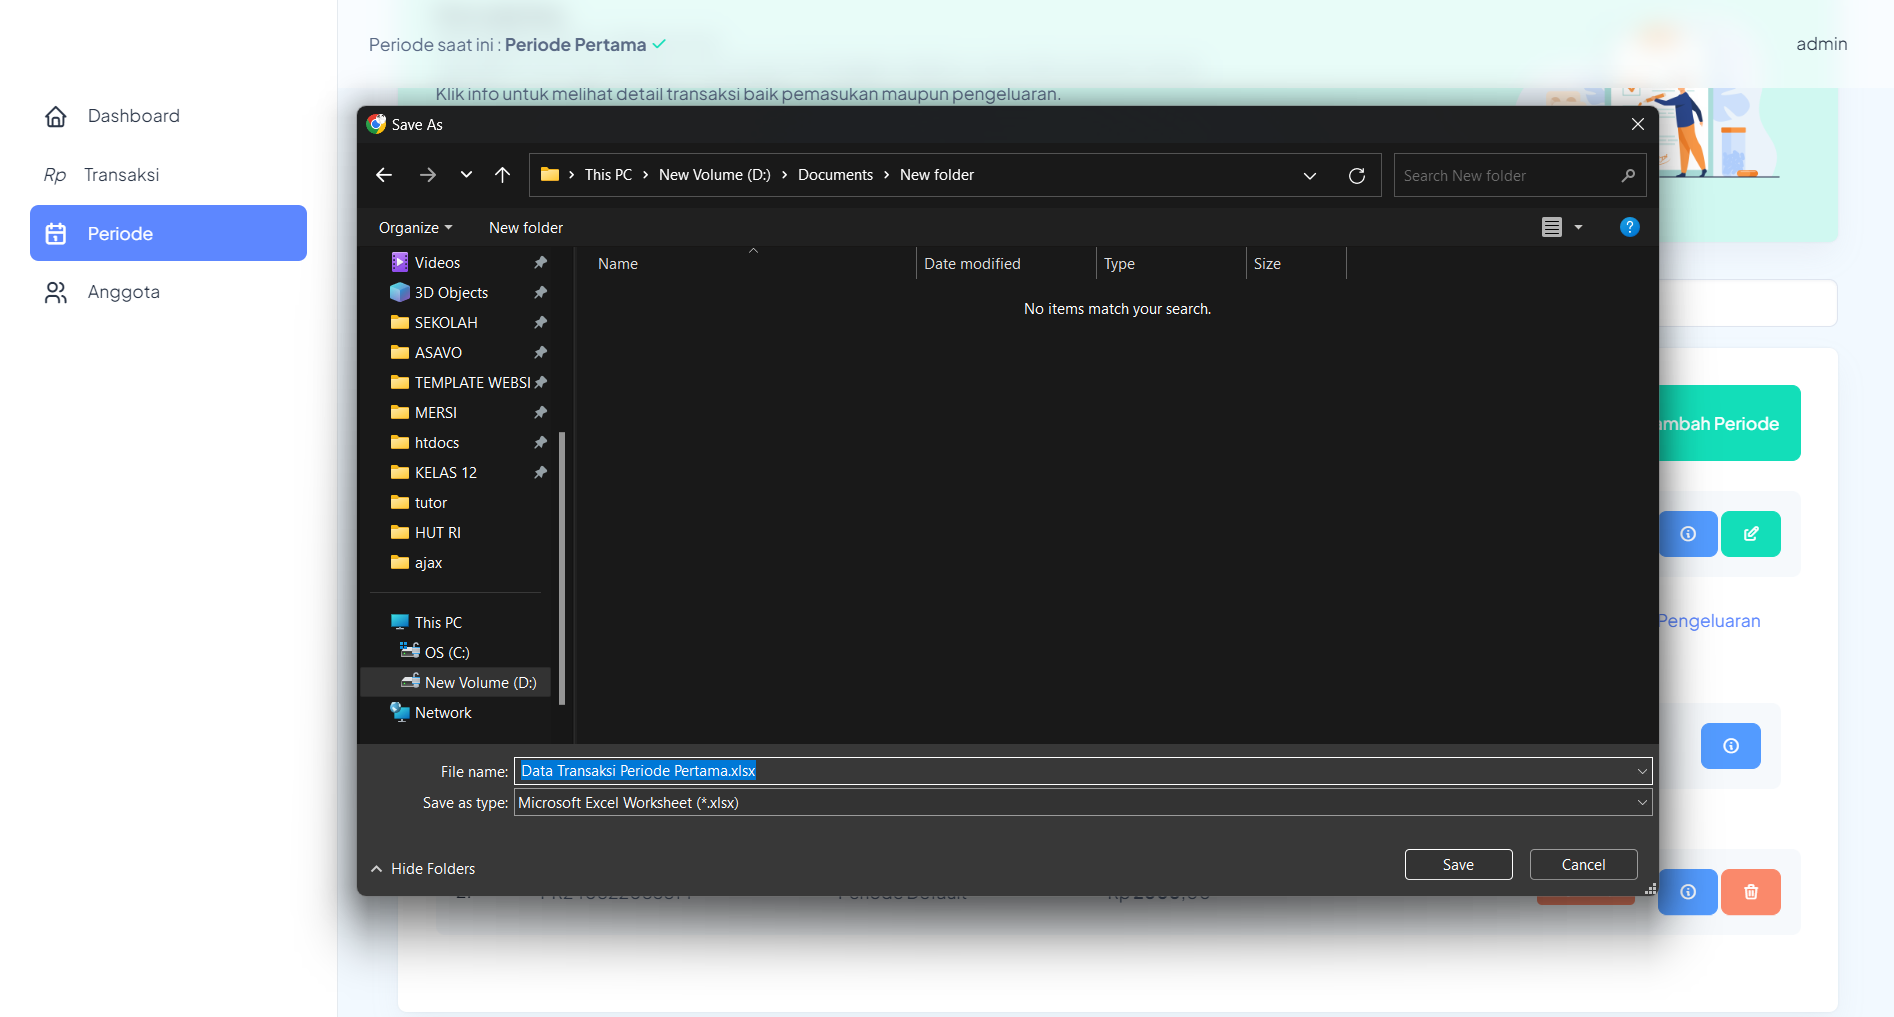 Periode saat ini : Periode Pertama
admin
Klik info untuk melihat detail transaksi baik pemasukan maupun pengeluaran.
Dashboard
Rp Transaksi
Periode
Anggota
Save As
This PC > New Volume (D:) > Documents > New folder
Search New folder
Organize
New folder
Name
Date modified
Type
Size
No items match your search.
Videos
3D Objects
SEKOLAH
ASAVO
TEMPLATE WEBSI
MERSI
htdocs
KELAS 12
tutor
HUT RI
ajax
This PC
OS (C:)
New Volume (D:)
Network
File name: Data Transaksi Periode Pertama.xlsx
Save as type: Microsoft Excel Worksheet (*.xlsx)
Hide Folders
Save
Cancel
ambah Periode
Pengeluaran
Periode Default